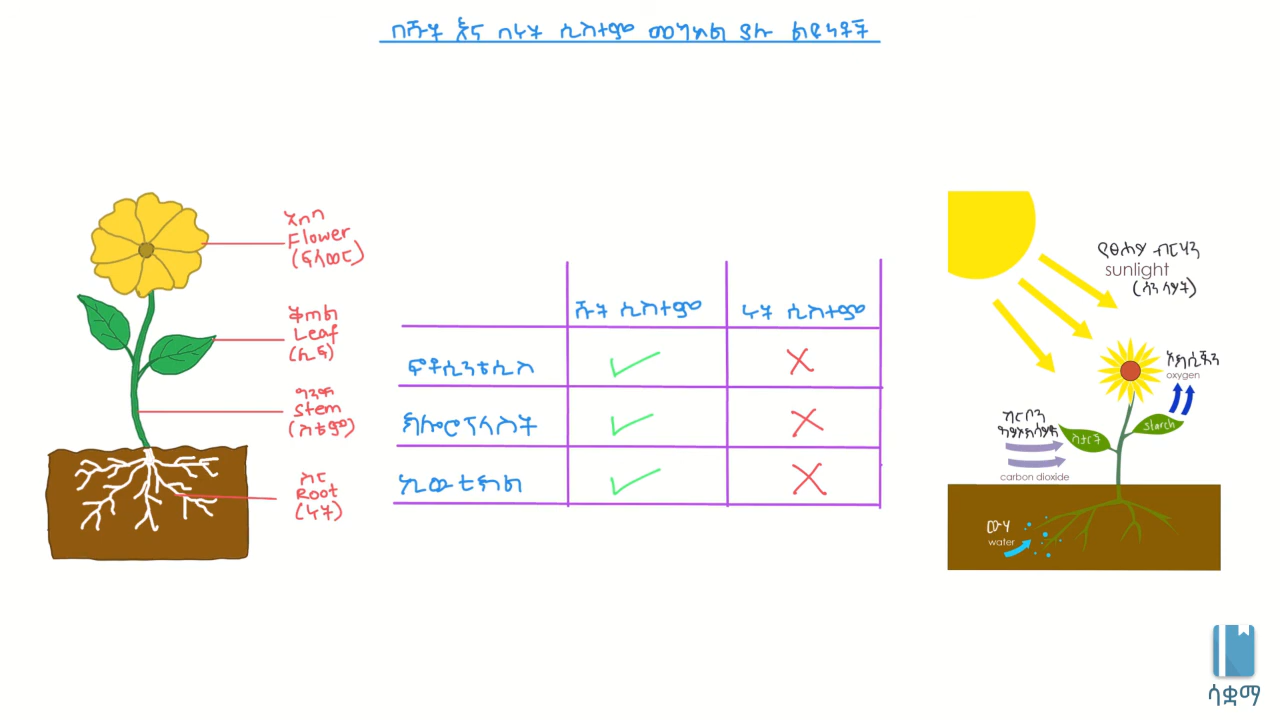 በሹት እና በሩት ሲስተም መካከል ያሉ ልዩነቶች
አበባ
Flower
(ፍላወር)
ቅጠል
Leaf
(ሊፍ)
ግንድ
Stem
(ስቴም)
ስር
Root
(ሩት)
ሹት ሲስተም
ሩት ሲስተም
ፎቶሲንቴሲስ
ክሎሮፕላስት
ኪውቲክል
የፀሐይ ብርሃን
sunlight
(ሳን ላይት)
ኦክሲጅን
oxygen
ካርቦን
ዳይኦክሳይድ
carbon dioxide
ስታርች
starch
ውሃ
water
ሳቋማ